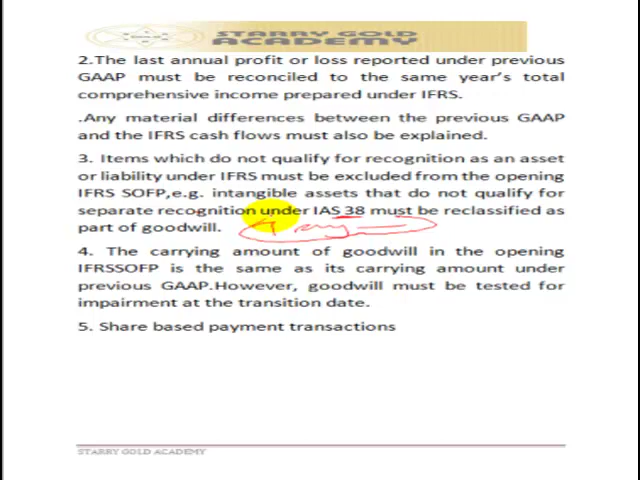 STARRY GOLD
ACADEMY
2.The last annual profit or loss reported under previous
GAAP must be reconciled to the same year's total
comprehensive income prepared under IFRS.
.Any material differences between the previous GAAP
and the IFRS cash flows must also be explained.
3. Items which do not qualify for recognition as an asset
or liability under IFRS must be excluded from the opening
IFRS SOFP,e.g. intangible assets that do not qualify for
separate recognition under IAS 38 must be reclassified as
part of goodwill.
4. The carrying amount of goodwill in the opening
IFRSSOFP is the same as its carrying amount under
previous GAAP.However, goodwill must be tested for
impairment at the transition date.
5. Share based payment transactions
STARRY GOLD ACADEMY